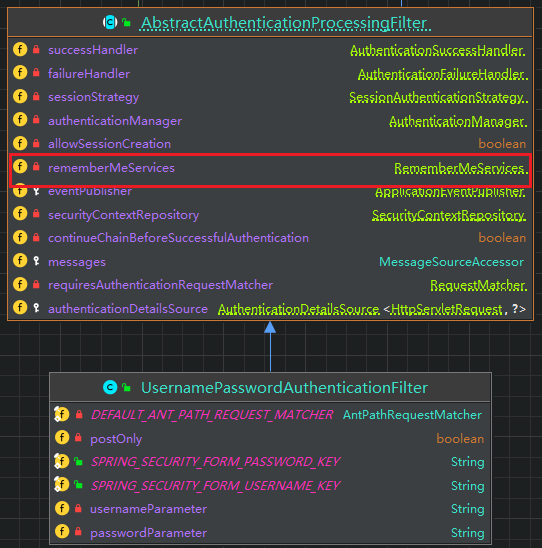 AbstractAuthenticationProcessingFilter
successHandler AuthenticationSuccessHandler
failureHandler AuthenticationFailureHandler
sessionStrategy SessionAuthenticationStrategy
authenticationManager AuthenticationManager
allowSessionCreation boolean
rememberMeServices RememberMeServices
eventPublisher ApplicationEventPublisher
securityContextRepository SecurityContextRepository
continueChainBeforeSuccessfulAuthentication boolean
messages MessageSourceAccessor
requiresAuthenticationRequestMatcher RequestMatcher
authenticationDetailsSource AuthenticationDetailsSource <HttpServletRequest, ?>
UsernamePasswordAuthenticationFilter
DEFAULT_ANT_PATH_REQUEST_MATCHER AntPathRequestMatcher
postOnly boolean
SPRING_SECURITY_FORM_PASSWORD_KEY String
SPRING_SECURITY_FORM_USERNAME_KEY String
usernameParameter String
passwordParameter String